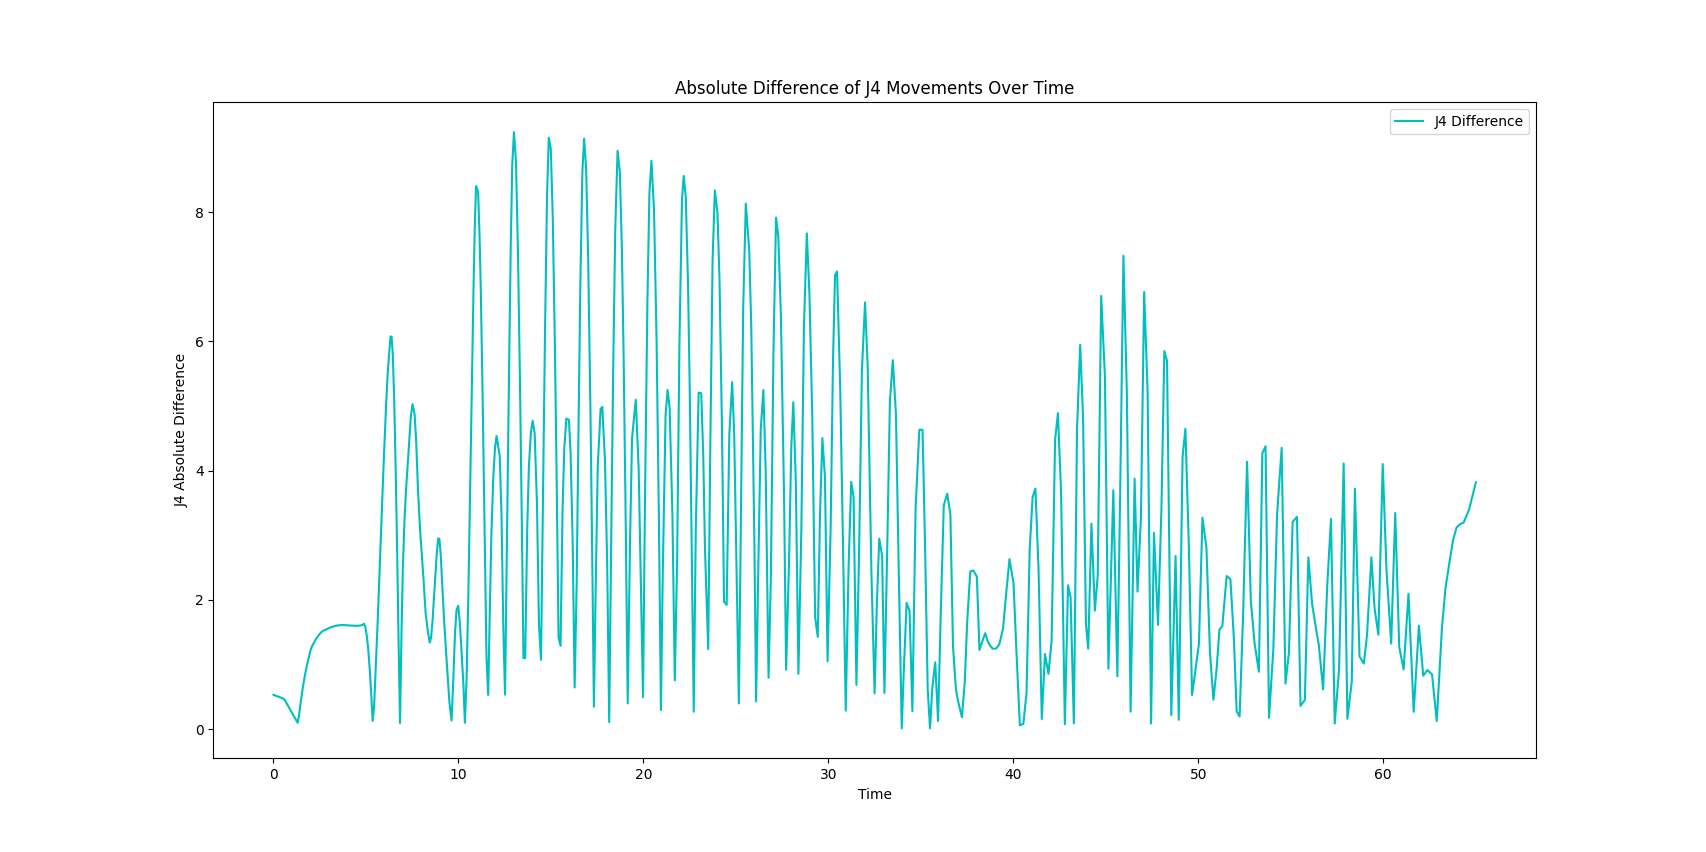 Absolute Difference of J4 Movements Over Time
J4 Difference
J4 Absolute Difference
8
6
4
2
0
0 10 20 30 40 50 60
Time